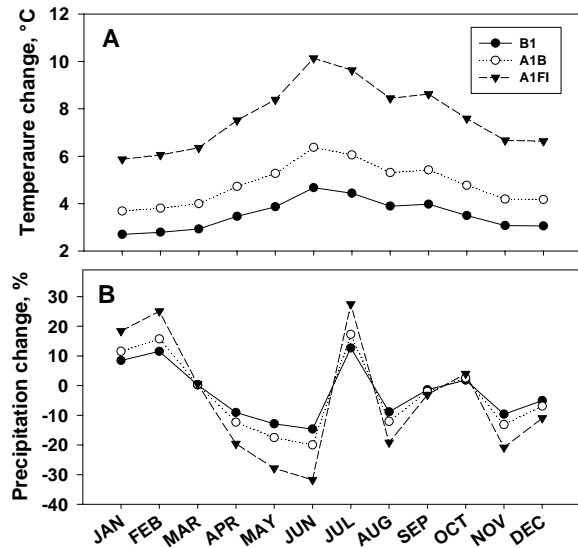 Temperaure change, °C
12
10
8
6
4
2
A
B1
A1B
A1FI
Precipitation change, %
30
20
10
0
-10
-20
-30
-40
B
JAN
FEB
MAR
APR
MAY
JUN
JUL
AUG
SEP
OCT
NOV
DEC